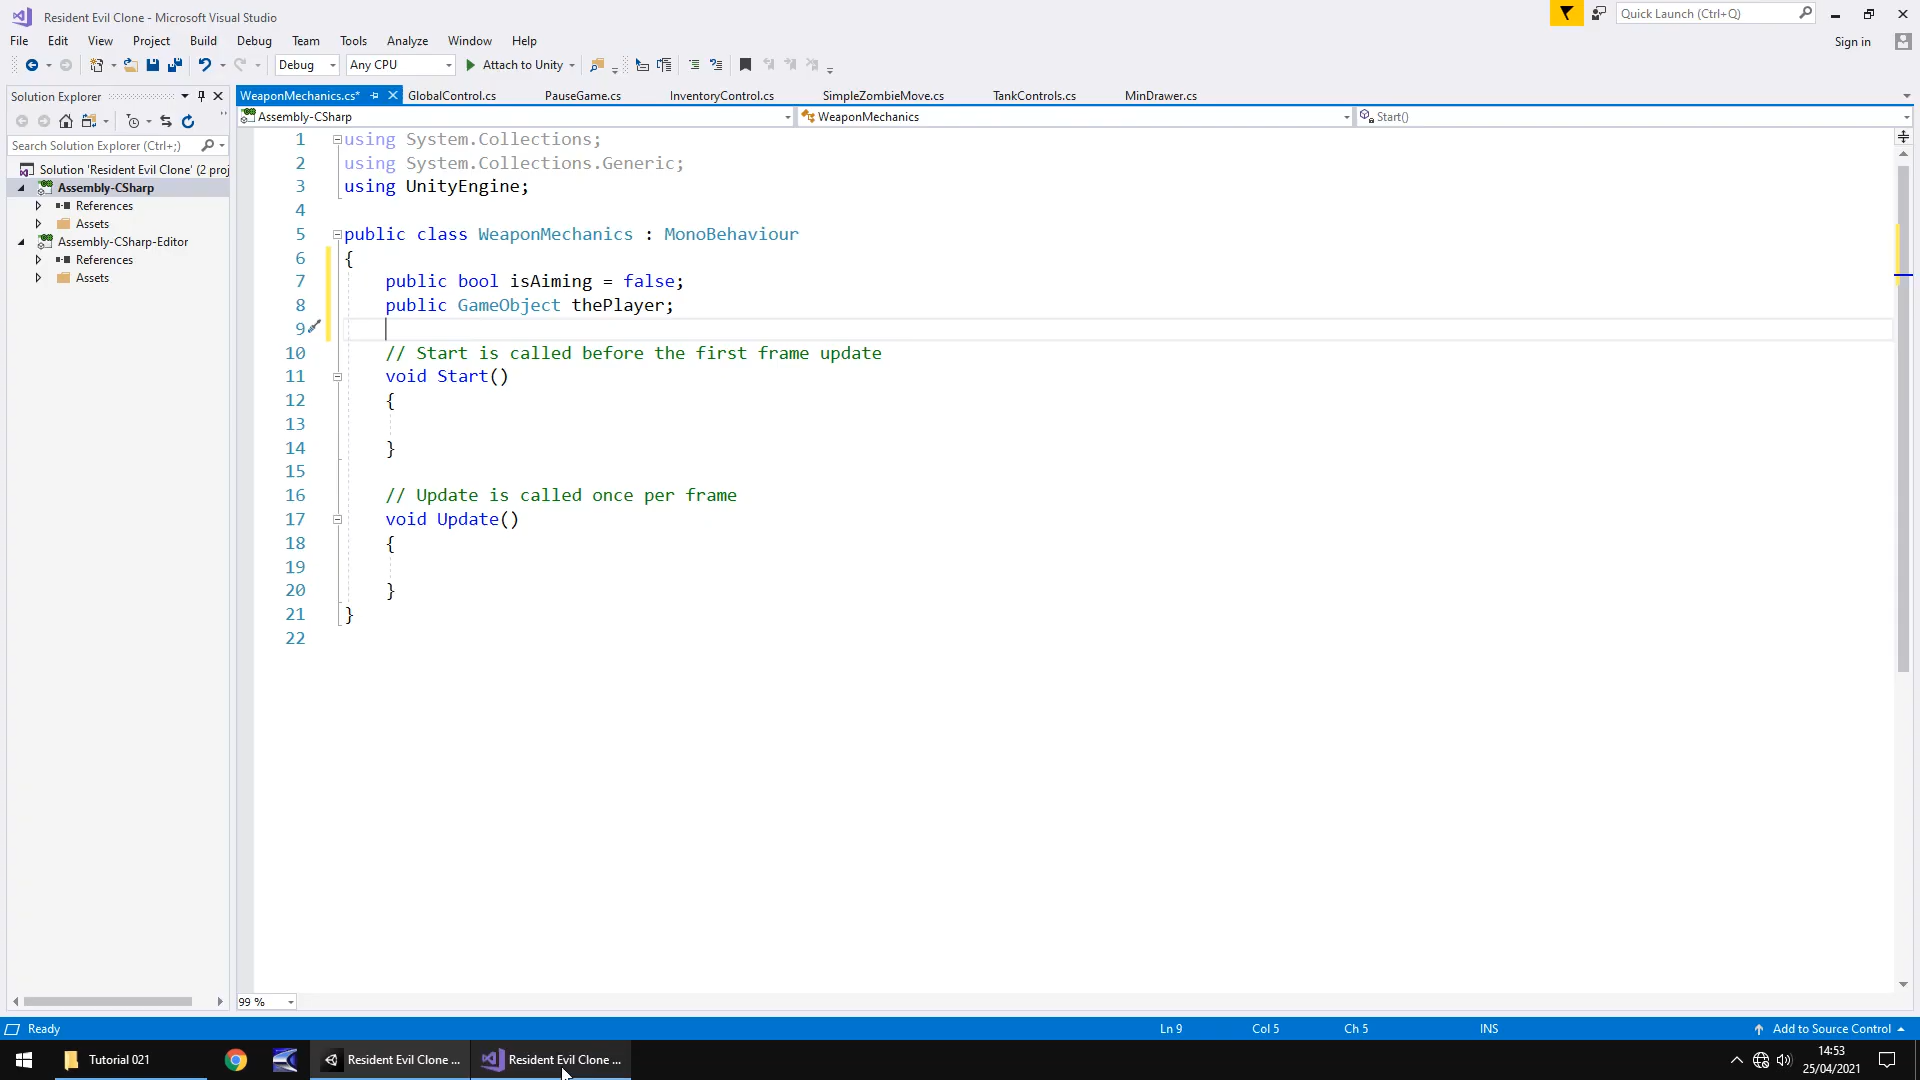 Resident Evil Clone - Microsoft Visual Studio
Quick Launch (Ctrl+Q)
File Edit View Project Build Debug Team Tools Analyze Window Help
Sign in
Debug Any CPU Attach to Unity
Solution Explorer
WeaponMechanics.cs* GlobalControl.cs PauseGame.cs InventoryControl.cs SimpleZombieMove.cs TankControls.cs MinDrawer.cs
Assembly-CSharp WeaponMechanics Start()
Search Solution Explorer (Ctrl+;)
Solution 'Resident Evil Clone' (2 proj
Assembly-CSharp
References
Assets
Assembly-CSharp-Editor
References
Assets
1 using System.Collections;
2 using System.Collections.Generic;
3 using UnityEngine;
4
5 public class WeaponMechanics : MonoBehaviour
6 {
7 public bool isAiming = false;
8 public GameObject thePlayer;
9
10 // Start is called before the first frame update
11 void Start()
12 {
13
14 }
15
16 // Update is called once per frame
17 void Update()
18 {
19
20 }
21 }
22
99 %
Ready Ln 9 Col 5 Ch 5 INS Add to Source Control
Tutorial 021 Resident Evil Clone ... Resident Evil Clone ...
14:53
25/04/2021